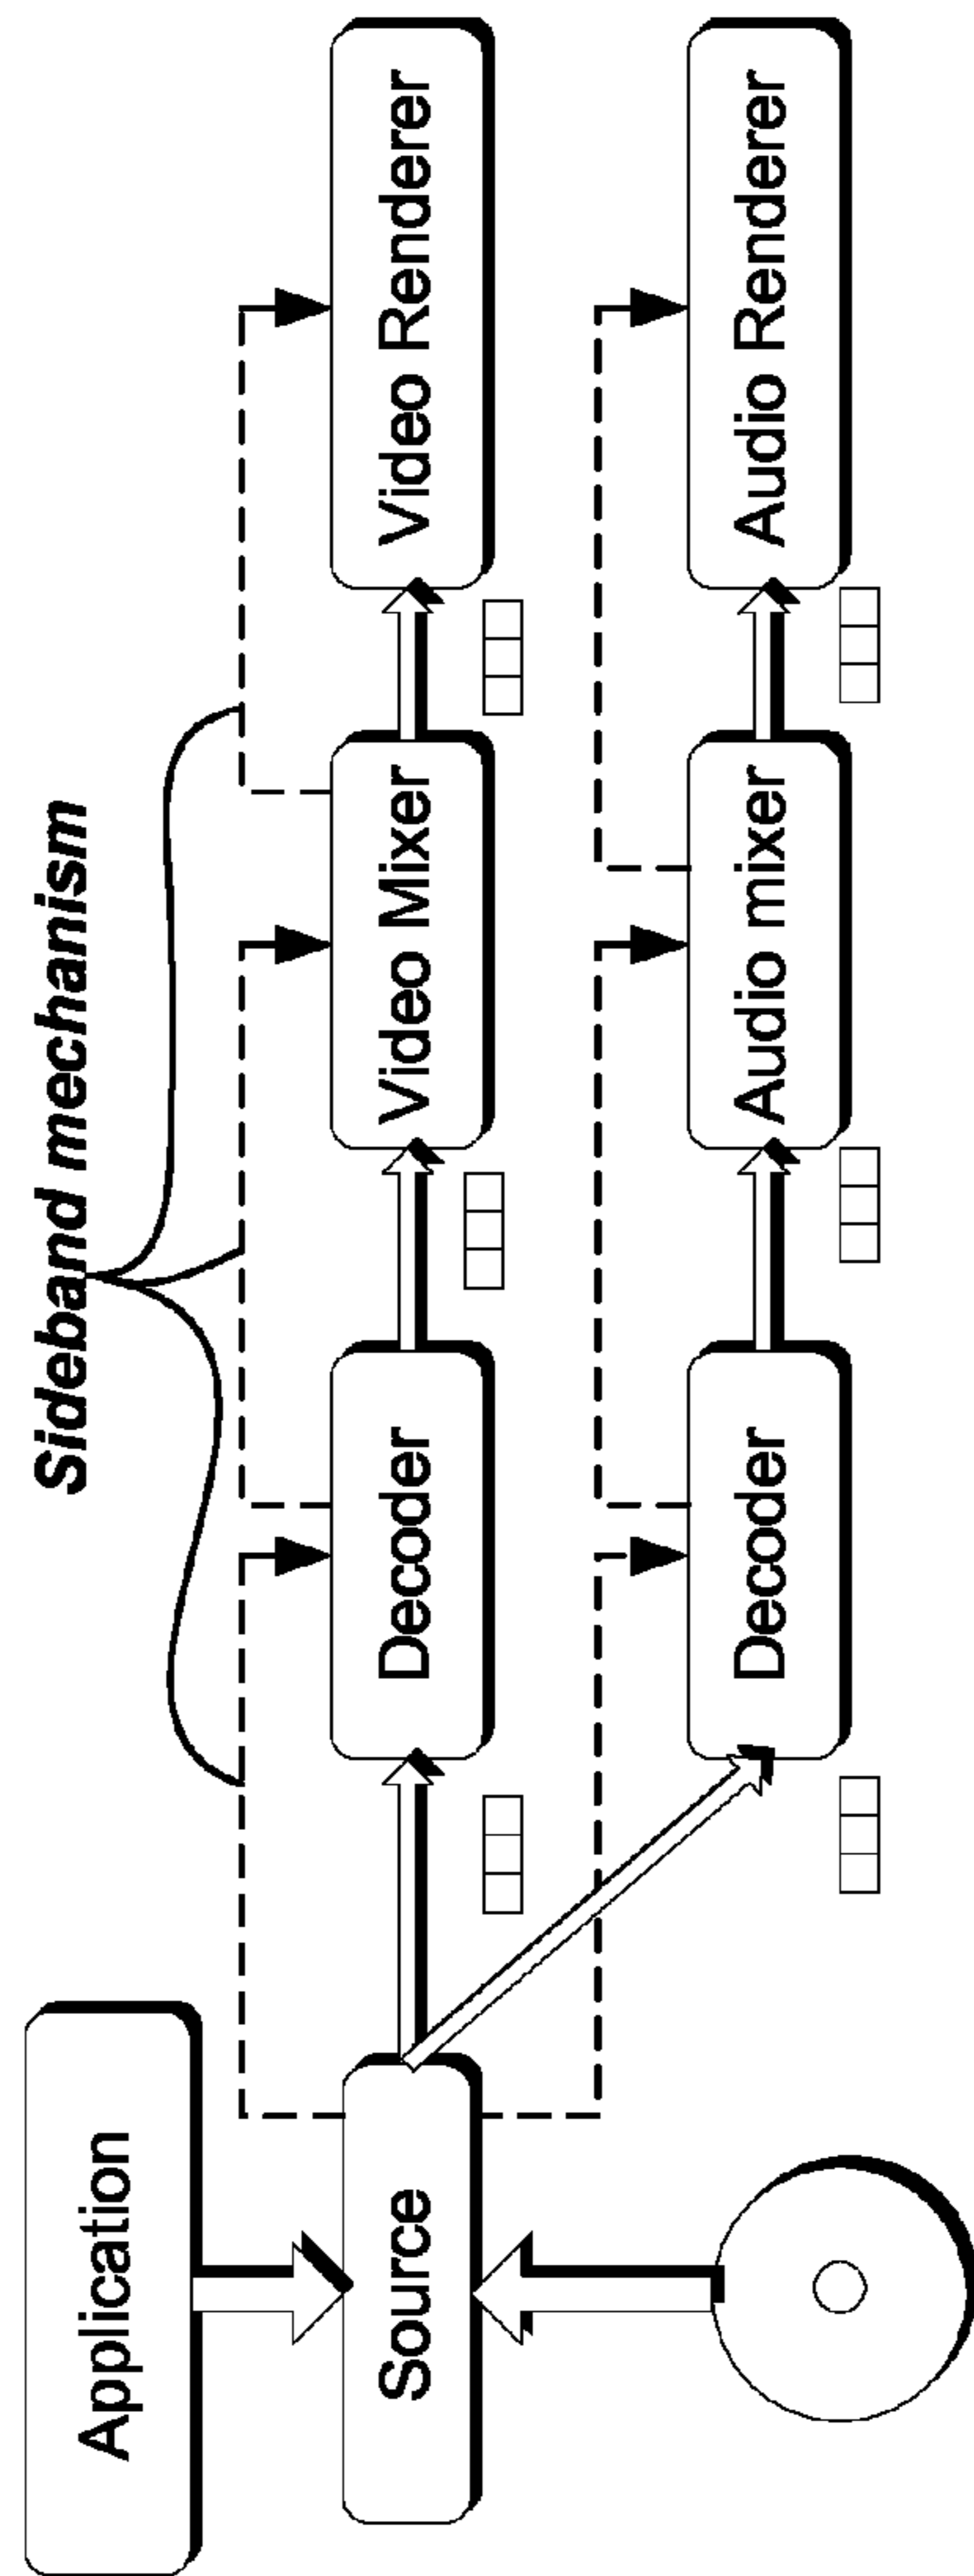 Sideband mechanism
Application
Source
Decoder
Video Mixer
Video Renderer
Decoder
Audio mixer
Audio Renderer